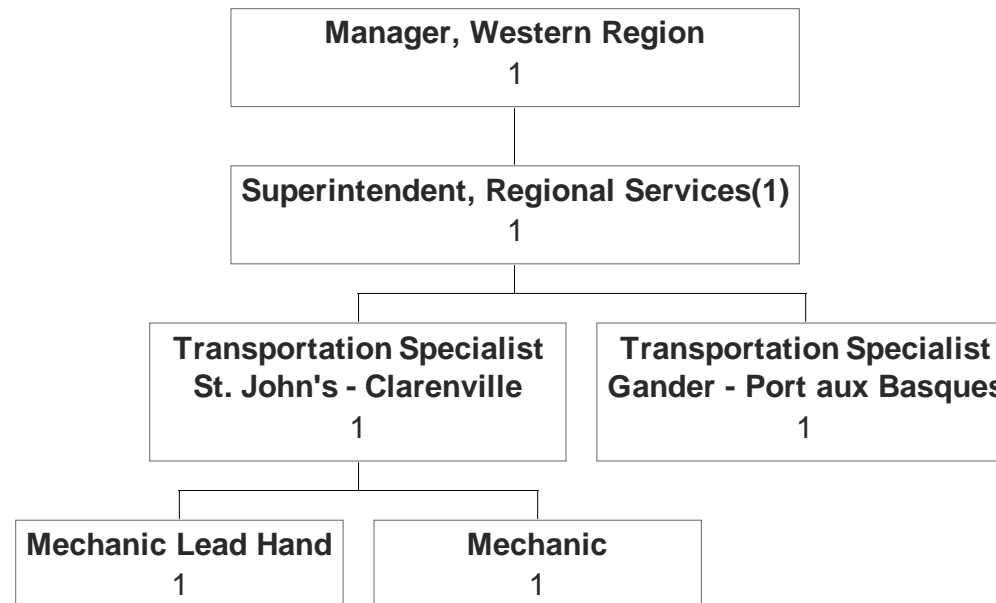 Manager, Western Region
1
Superintendent, Regional Services(1)
1
Transportation Specialist
St. John's - Clarenville
1
Transportation Specialist
Gander - Port aux Basques
1
Mechanic Lead Hand
1
Mechanic
1